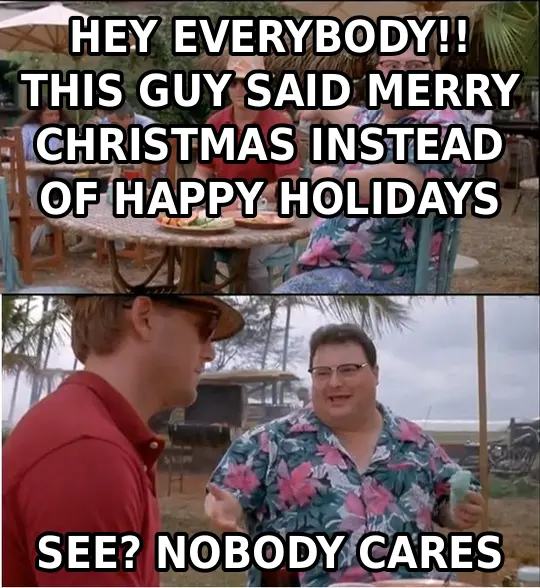 HEY EVERYBODY!!
THIS GUY SAID MERRY
CHRISTMAS INSTEAD
OF HAPPY HOLIDAYS
SEE? NOBODY CARES